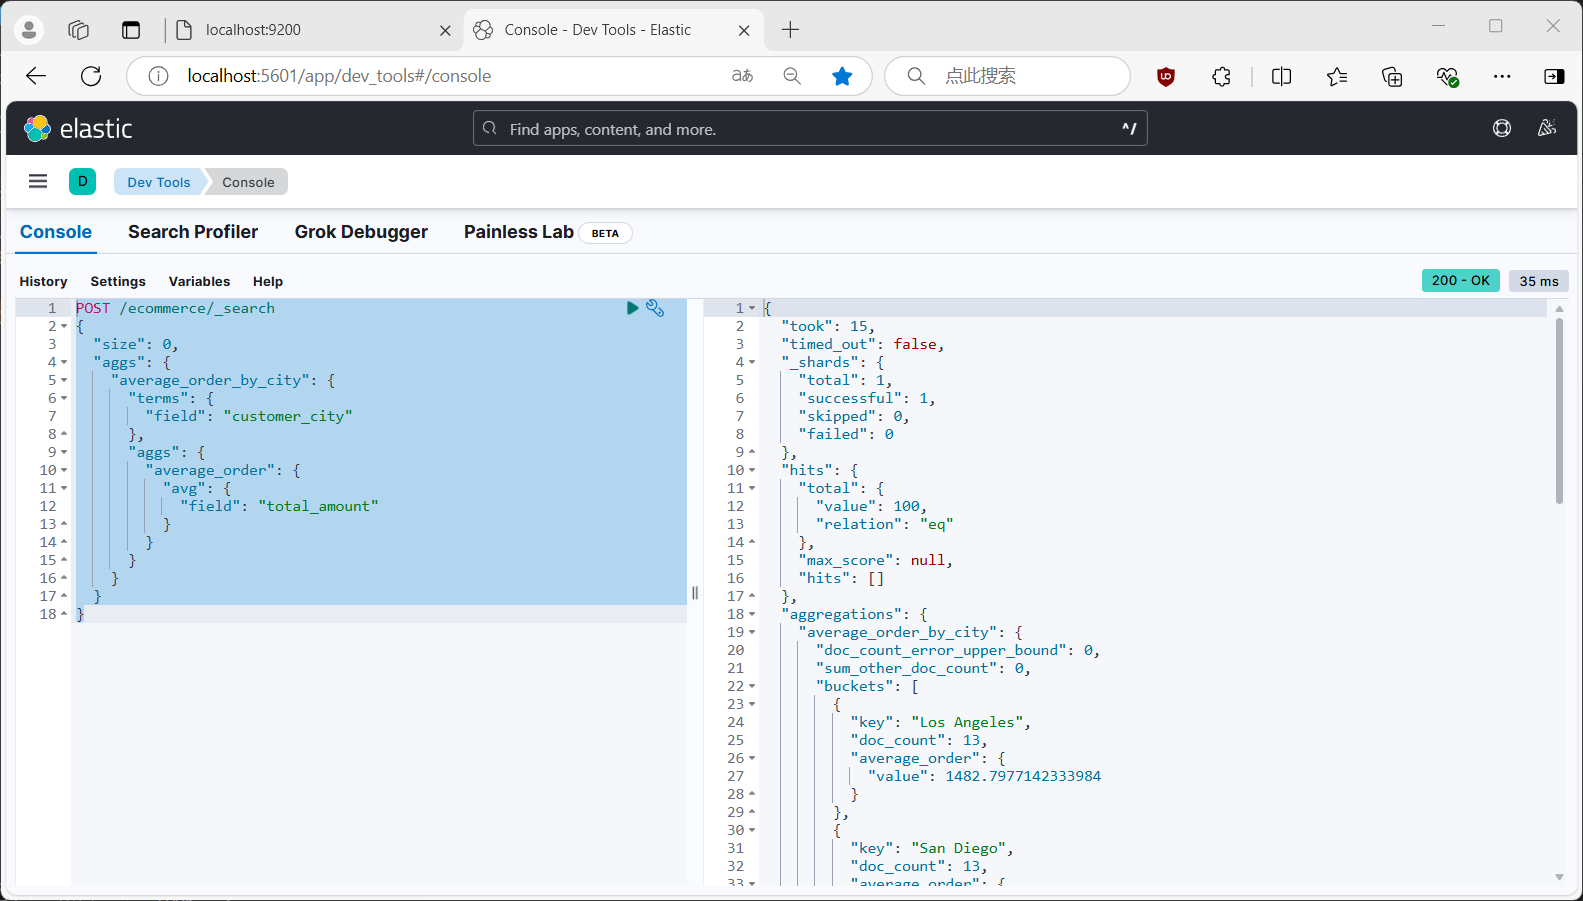 localhost:9200
Console - Dev Tools - Elastic
localhost:5601/app/dev_tools#/console
aあ
点此搜索
elastic
Find apps, content, and more.
^/
D
Dev Tools
Console
Console
Search Profiler
Grok Debugger
Painless Lab
BETA
History
Settings
Variables
Help
200 - OK
35 ms
1 POST /ecommerce/_search
2 {
3 "size": 0,
4 "aggs": {
5 "average_order_by_city": {
6 "terms": {
7 "field": "customer_city"
8 },
9 "aggs": {
10 "average_order": {
11 "avg": {
12 "field": "total_amount"
13 }
14 }
15 }
16 }
17 }
18 }
1 {
2 "took": 15,
3 "timed_out": false,
4 "_shards": {
5 "total": 1,
6 "successful": 1,
7 "skipped": 0,
8 "failed": 0
9 },
10 "hits": {
11 "total": {
12 "value": 100,
13 "relation": "eq"
14 },
15 "max_score": null,
16 "hits": []
17 },
18 "aggregations": {
19 "average_order_by_city": {
20 "doc_count_error_upper_bound": 0,
21 "sum_other_doc_count": 0,
22 "buckets": [
23 {
24 "key": "Los Angeles",
25 "doc_count": 13,
26 "average_order": {
27 "value": 1482.7977142333984
28 }
29 },
30 {
31 "key": "San Diego",
32 "doc_count": 13,
33 "average_order": {